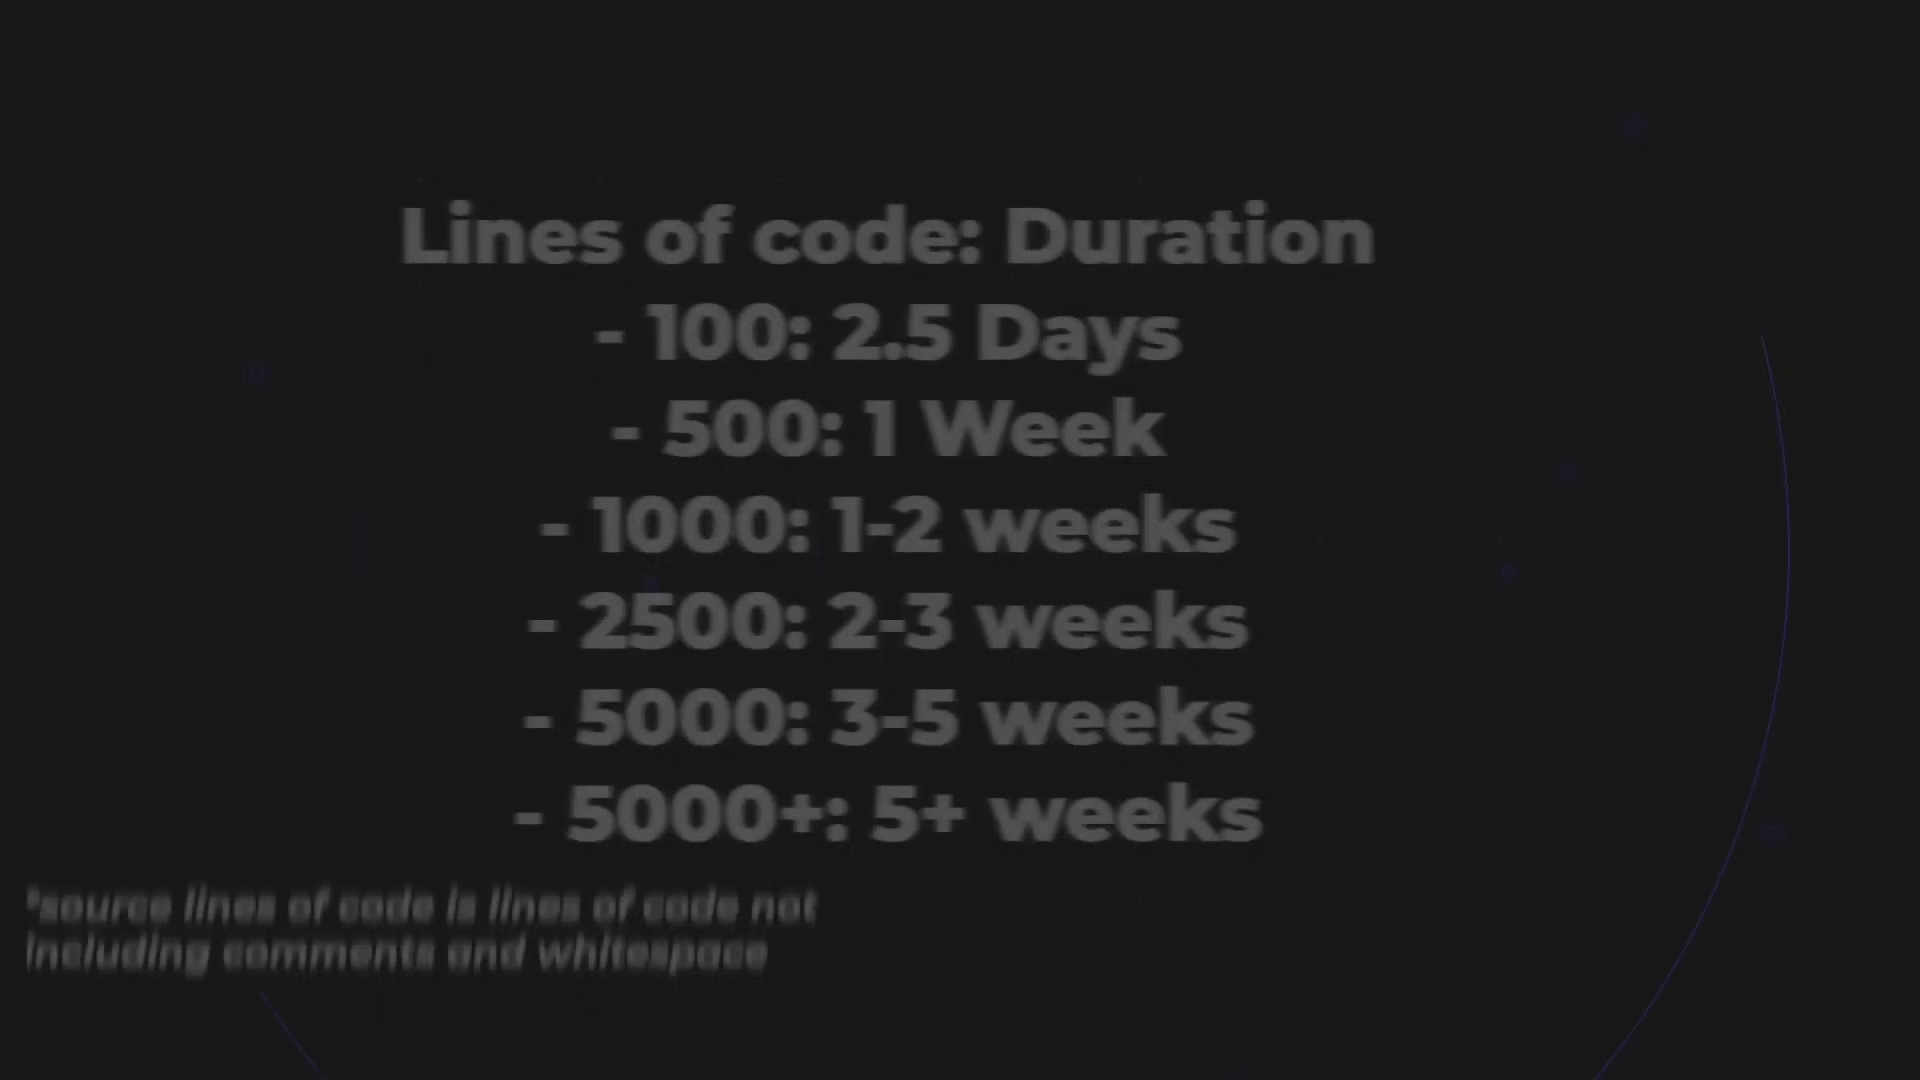 Lines of code: Duration
- 100: 2.5 Days
- 500: 1 Week
- 1000: 1-2 weeks
- 2500: 2-3 weeks
- 5000: 3-5 weeks
- 5000+: 5+ weeks
*source lines of code is lines of code not
including comments and whitespace